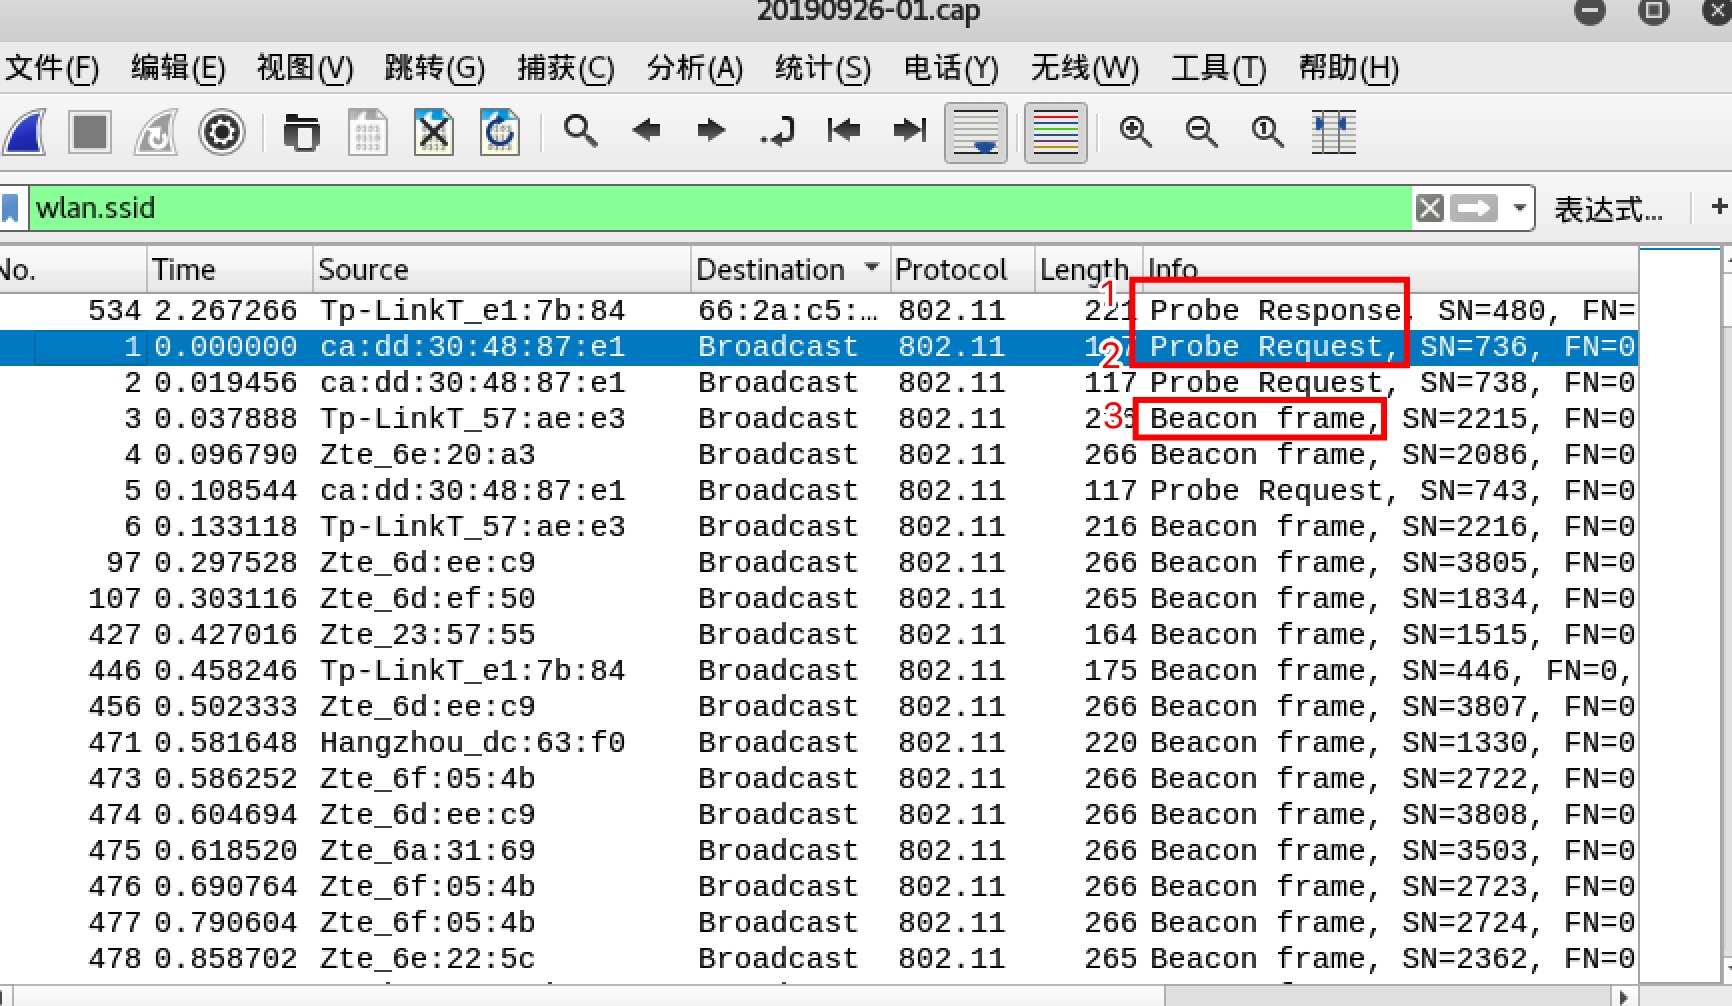 20190926-01.cap
文件(F) 编辑(E) 视图(V) 跳转(G) 捕获(C) 分析(A) 统计(S) 电话(Y) 无线(W) 工具(T) 帮助(H)
wlan.ssid 表达式... +
No. Time Source Destination Protocol Length Info
534 2.267266 Tp-LinkT_e1:7b:84 66:2a:c5:… 802.11 221 Probe Response, SN=480, FN=
1
1 0.000000 ca:dd:30:48:87:e1 Broadcast 802.11 Probe Request, SN=736, FN=0
2
2 0.019456 ca:dd:30:48:87:e1 Broadcast 802.11 117 Probe Request, SN=738, FN=0
3 0.037888 Tp-LinkT_57:ae:e3 Broadcast 802.11 Beacon frame, SN=2215, FN=0
3
4 0.096790 Zte_6e:20:a3 Broadcast 802.11 266 Beacon frame, SN=2086, FN=0
5 0.108544 ca:dd:30:48:87:e1 Broadcast 802.11 117 Probe Request, SN=743, FN=0
6 0.133118 Tp-LinkT_57:ae:e3 Broadcast 802.11 216 Beacon frame, SN=2216, FN=0
97 0.297528 Zte_6d:ee:c9 Broadcast 802.11 266 Beacon frame, SN=3805, FN=0
107 0.303116 Zte_6d:ef:50 Broadcast 802.11 265 Beacon frame, SN=1834, FN=0
427 0.427016 Zte_23:57:55 Broadcast 802.11 164 Beacon frame, SN=1515, FN=0
446 0.458246 Tp-LinkT_e1:7b:84 Broadcast 802.11 175 Beacon frame, SN=446, FN=0,
456 0.502333 Zte_6d:ee:c9 Broadcast 802.11 266 Beacon frame, SN=3807, FN=0
471 0.581648 Hangzhou_dc:63:f0 Broadcast 802.11 220 Beacon frame, SN=1330, FN=0
473 0.586252 Zte_6f:05:4b Broadcast 802.11 266 Beacon frame, SN=2722, FN=0
474 0.604694 Zte_6d:ee:c9 Broadcast 802.11 266 Beacon frame, SN=3808, FN=0
475 0.618520 Zte_6a:31:69 Broadcast 802.11 266 Beacon frame, SN=3503, FN=0
476 0.690764 Zte_6f:05:4b Broadcast 802.11 266 Beacon frame, SN=2723, FN=0
477 0.790604 Zte_6f:05:4b Broadcast 802.11 266 Beacon frame, SN=2724, FN=0
478 0.858702 Zte_6e:22:5c Broadcast 802.11 265 Beacon frame, SN=2362, FN=0